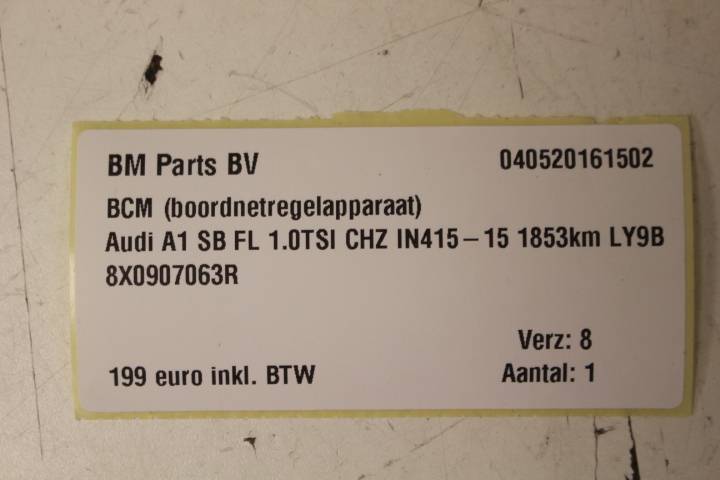 BM Parts BV 040520161502
BCM (boordnetregelapparaat)
Audi A1 SB FL 1.0TSI CHZ IN415-15 1853km LY9B
8X0907063R
Verz: 8
199 euro inkl. BTW Aantal: 1